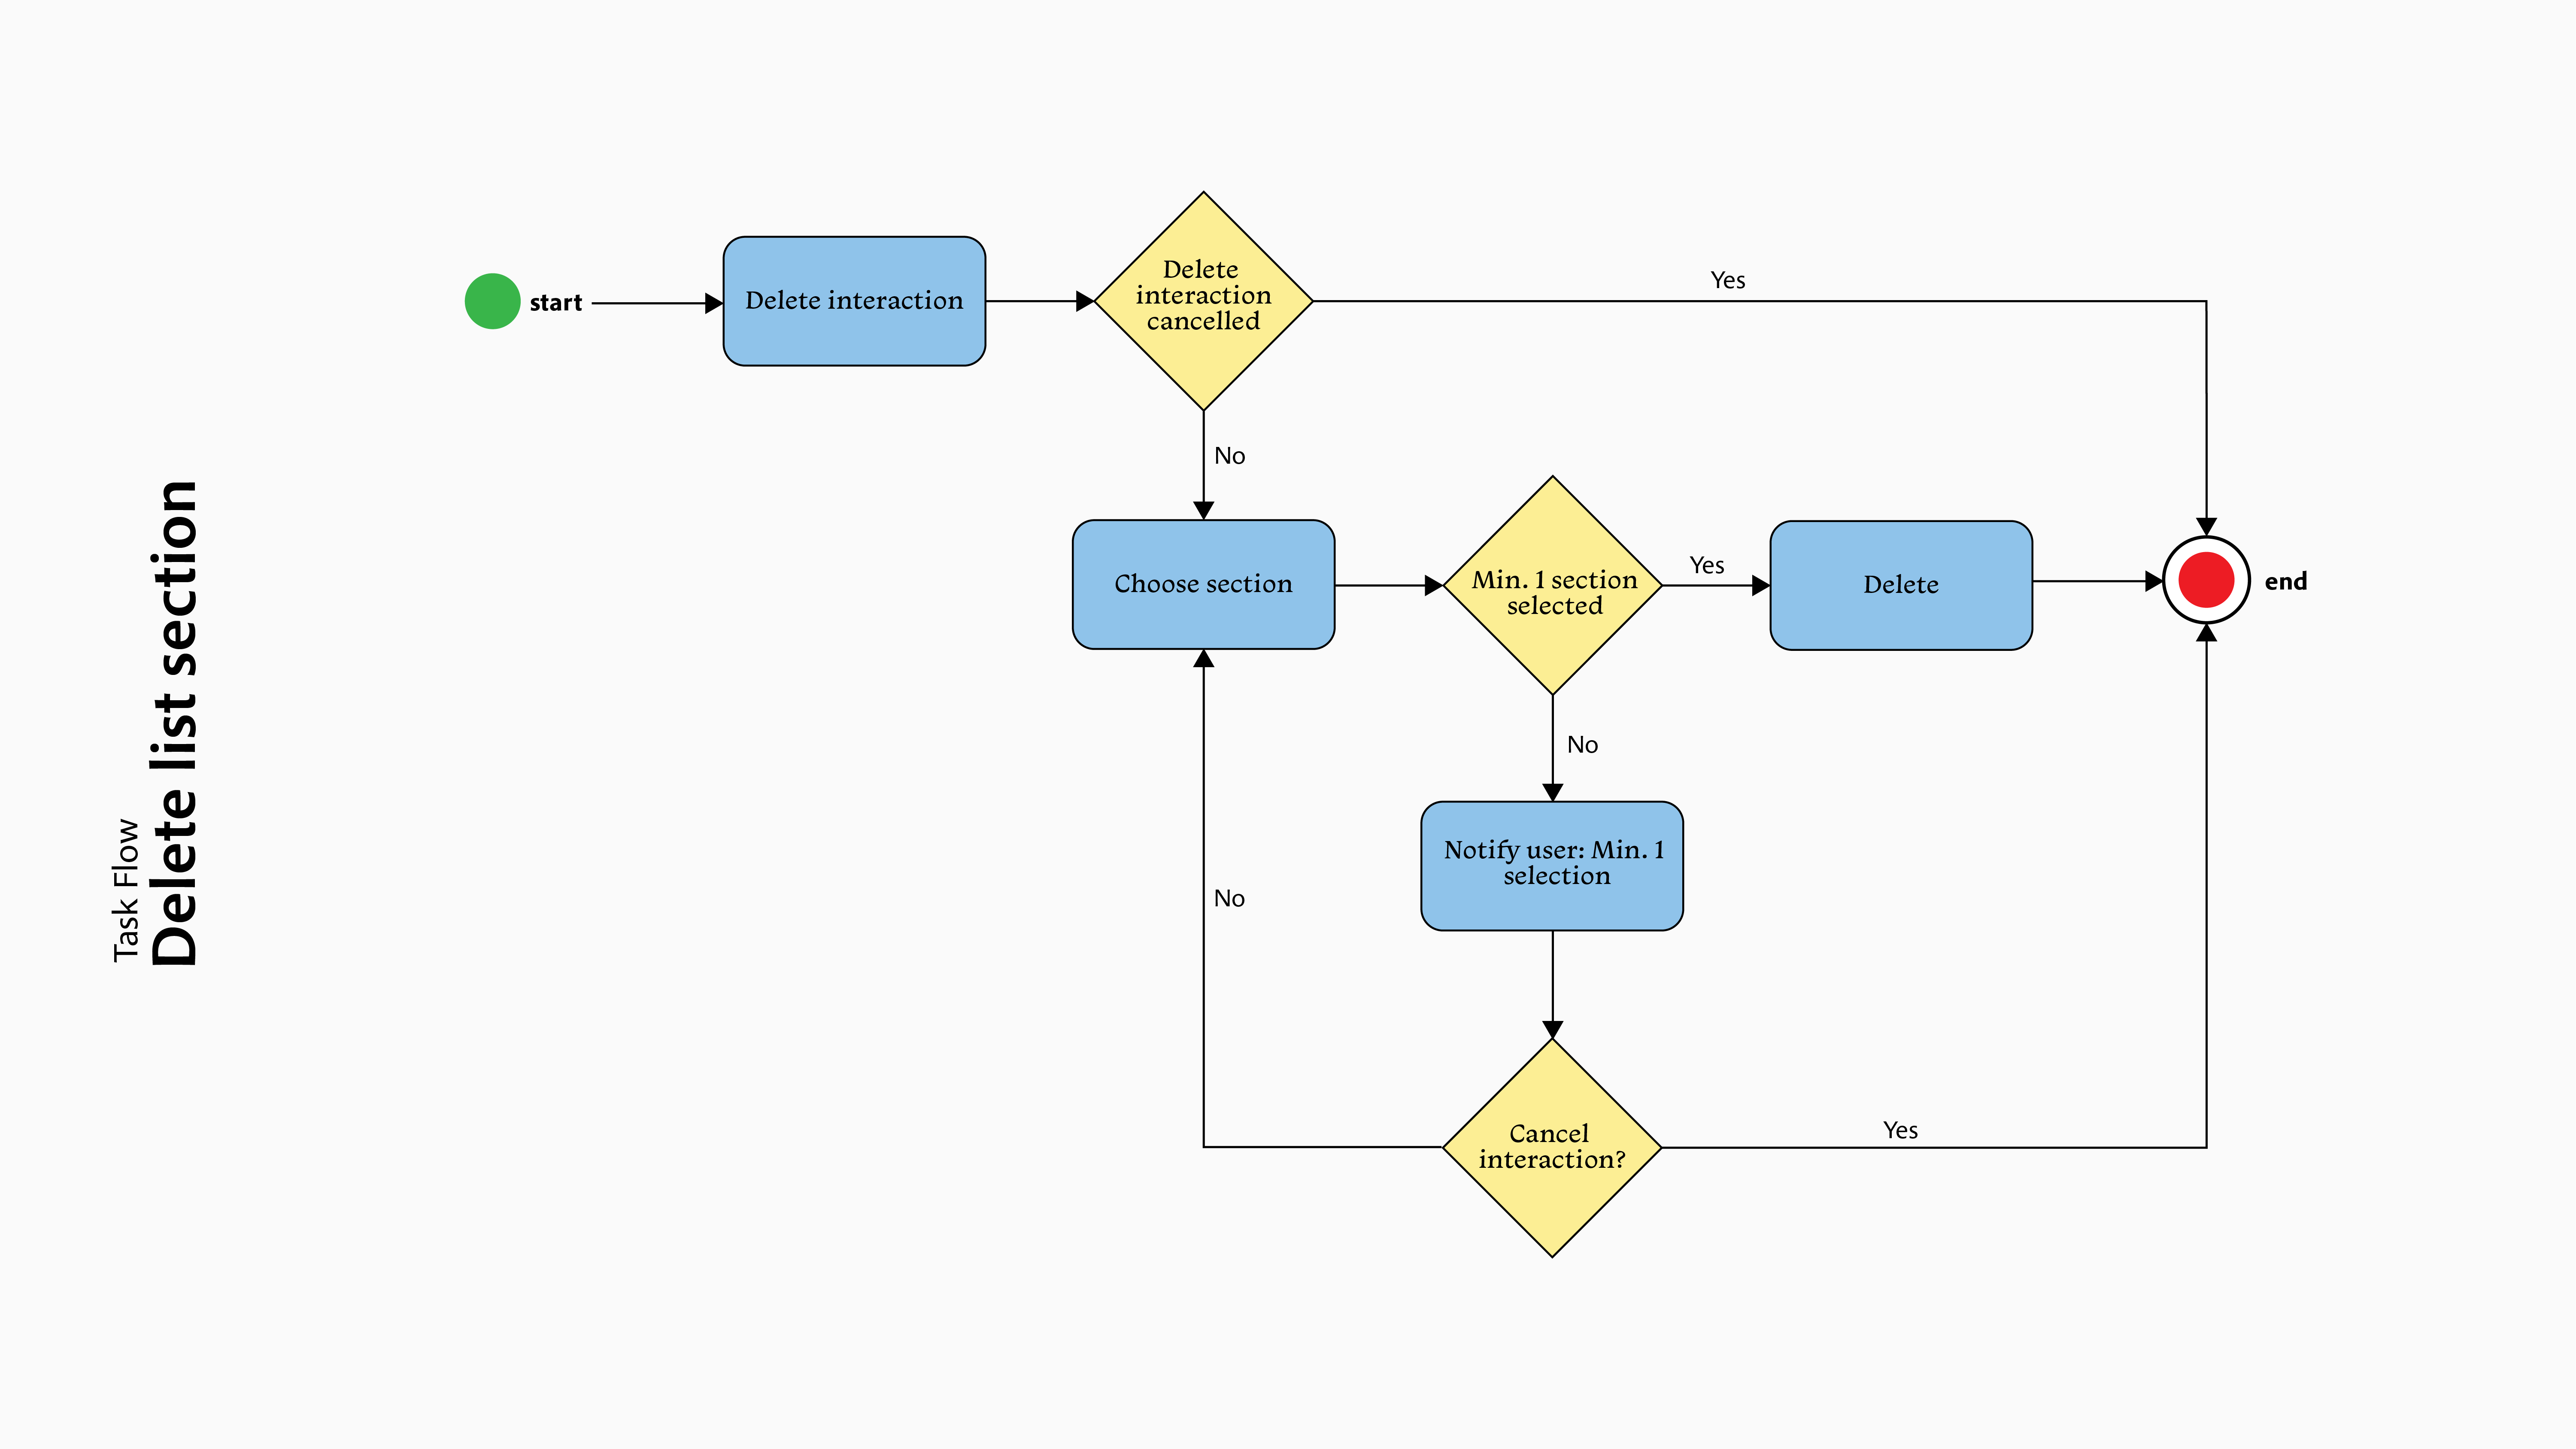 Task Flow
Delete list section
start
Delete interaction
Delete
interaction
cancelled
Yes
No
Choose section
Min. 1 section
selected
Yes
Delete
end
No
Notify user: Min. 1
selection
No
Cancel
interaction?
Yes